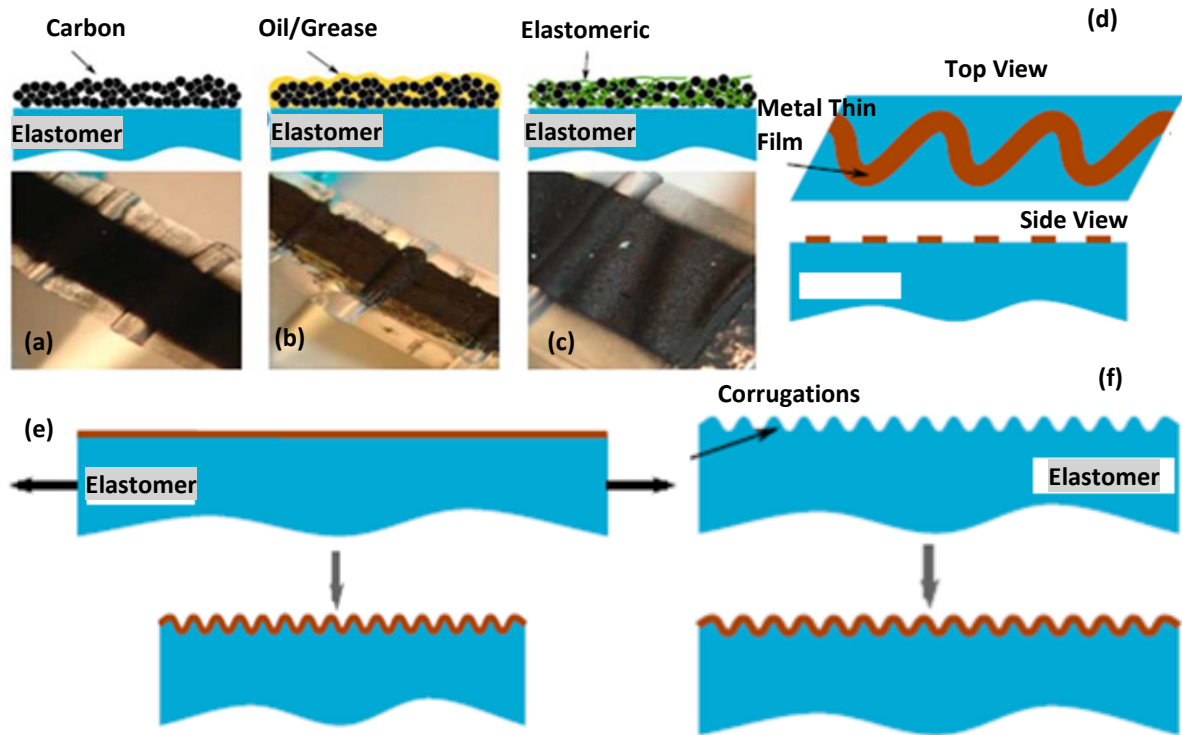 Carbon
Oil/Grease
Elastomeric
(d)
Top View
Metal Thin
Film
Elastomer
Elastomer
Elastomer
Side View
(a)
(b)
(c)
(e)
Corrugations
(f)
Elastomer
Elastomer